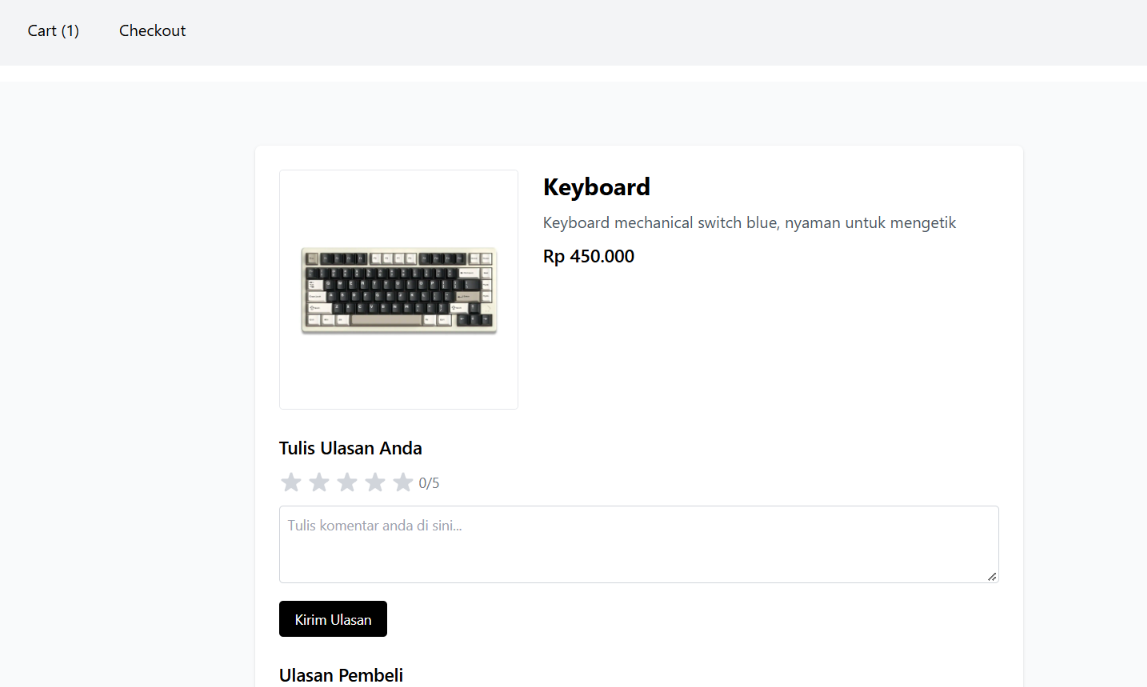 Cart (1) Checkout
Keyboard
Keyboard mechanical switch blue, nyaman untuk mengetik
Rp 450.000
Tulis Ulasan Anda
0/5
Tulis komentar anda di sini...
Kirim Ulasan
Ulasan Pembeli